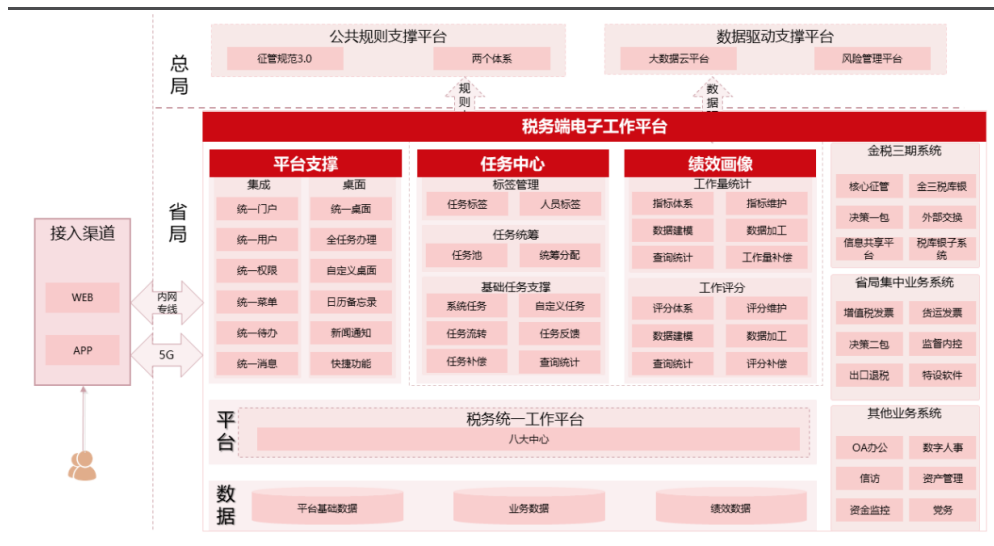 公共规则支撑平台
征管规范3.0
两个体系
数据驱动支撑平台
大数据云平台
风险管理平台
总局
规则
数据
税务端电子工作平台
省局
接入渠道
WEB
APP
内网
专线
5G
平台支撑
集成
桌面
统一门户
统一桌面
统一用户
全任务办理
统一权限
自定义桌面
统一菜单
日历备忘录
统一待办
新闻通知
统一消息
快捷功能
任务中心
标签管理
任务标签
人员标签
任务统筹
任务池
统筹分配
基础任务支撑
系统任务
自定义任务
任务流转
任务反馈
任务补偿
查询统计
绩效画像
工作量统计
指标体系
指标维护
数据建模
数据加工
查询统计
工作量补偿
工作评分
评分体系
评分维护
数据建模
数据加工
查询统计
评分补偿
金税三期系统
核心征管
金三税库银
决策一包
外部交换
信息共享平
台
税库银子系
统
省局集中业务系统
增值税发票
货运发票
决策二包
监督内控
出口退税
特设软件
其他业务系统
OA办公
数字人事
信访
资产管理
资金监控
党务
平台
税务统一工作平台
八大中心
数据
平台基础数据
业务数据
绩效数据